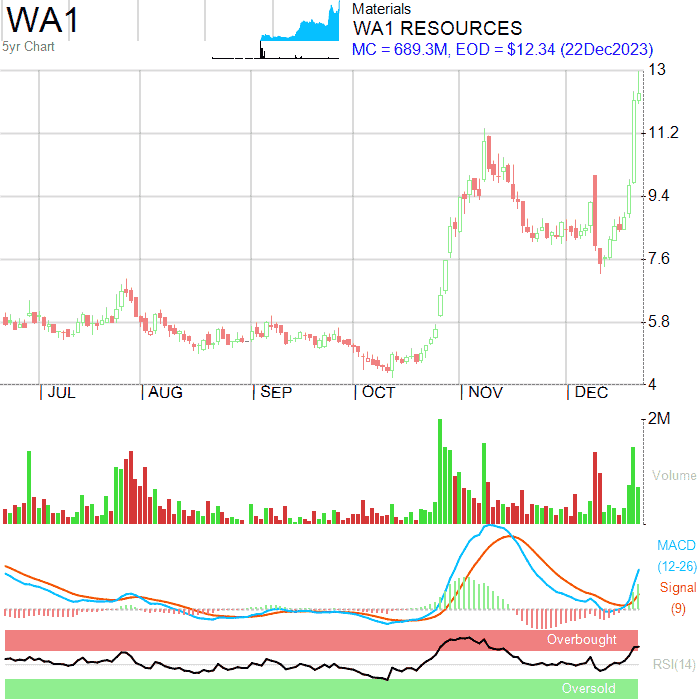 WA1
5yr Chart
Materials
WA1 RESOURCES
MC = 689.3M, EOD = $12.34 (22Dec2023)
13
11.2
9.4
7.6
5.8
4
JUL AUG SEP OCT NOV DEC
2M
Volume
MACD
(12-26)
Signal
(9)
Overbought
RSI(14)
Oversold